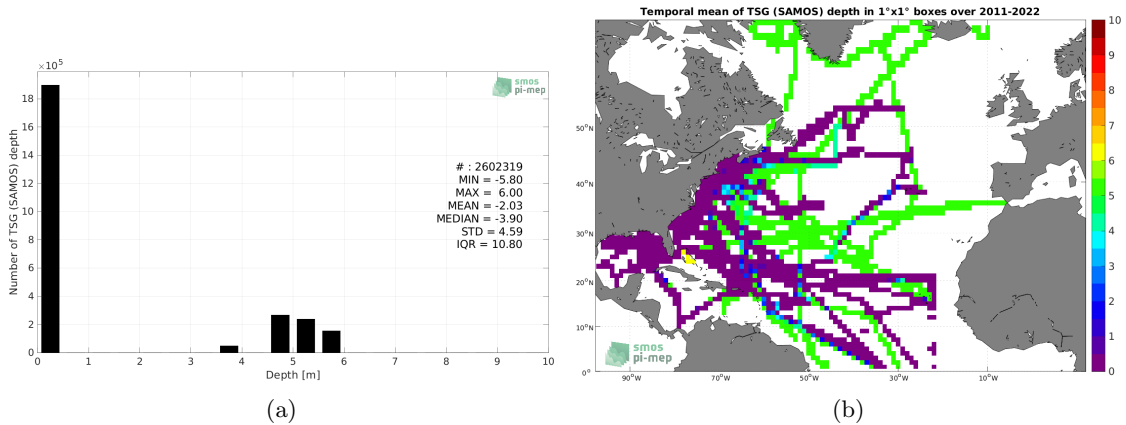 Temporal mean of TSG (SAMOS) depth in 1°x1° boxes over 2011-2022
×10⁵
18
16
14
12
10
8
6
4
2
0
Number of TSG (SAMOS) depth
0 1 2 3 4 5 6 7 8 9 10
Depth [m]
smos
pi-mep
# : 2602319
MIN = -5.80
MAX = 6.00
MEAN = -2.03
MEDIAN = -3.90
STD = 4.59
IQR = 10.80
(a)
50°N
40°N
30°N
20°N
10°N
0°
90°W 70°W 50°W 30°W 10°W
smos
pi-mep
10
9
8
7
6
5
4
3
2
1
0
(b)